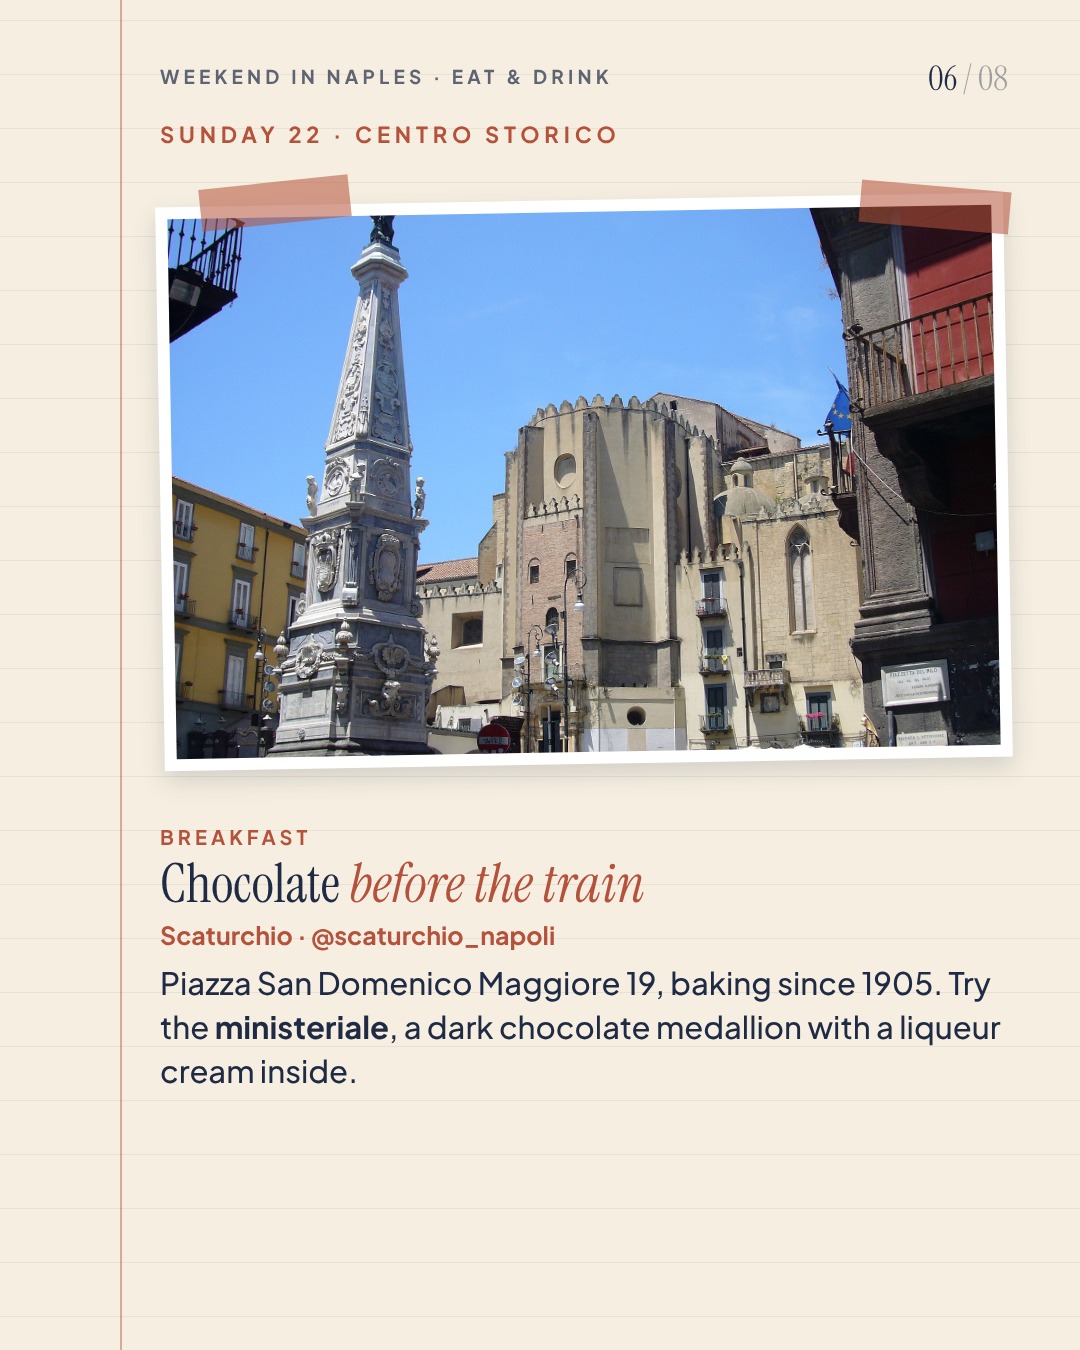 WEEKEND IN NAPLES · EAT & DRINK
06 / 08
SUNDAY 22 · CENTRO STORICO
BREAKFAST
Chocolate before the train
Scaturchio · @scaturchio_napoli
Piazza San Domenico Maggiore 19, baking since 1905. Try
the ministeriale, a dark chocolate medallion with a liqueur
cream inside.